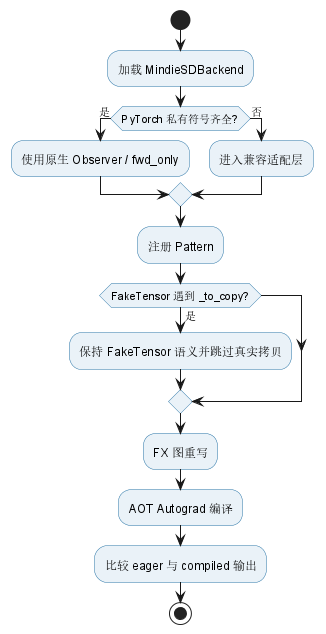 加载 MindieSDBackend
PyTorch 私有符号齐全?
是
否
使用原生 Observer / fwd_only
进入兼容适配层
注册 Pattern
FakeTensor 遇到 _to_copy?
是
保持 FakeTensor 语义并跳过真实拷贝
FX 图重写
AOT Autograd 编译
比较 eager 与 compiled 输出